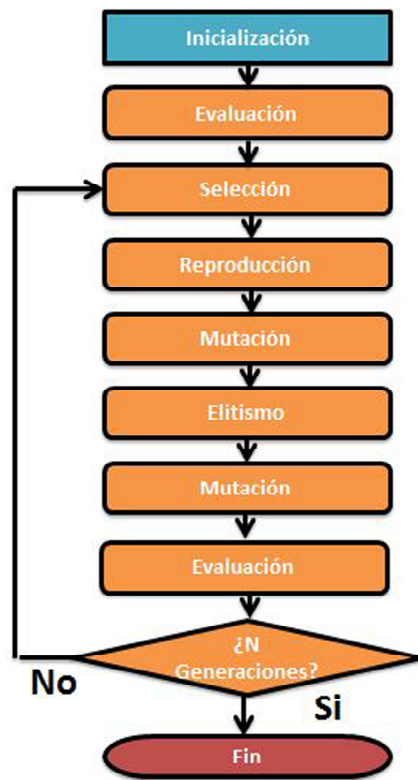 Inicialización
Evaluación
Selección
Reproducción
Mutación
Elitismo
Mutación
Evaluación
¿N
Generaciones?
No
Si
Fin